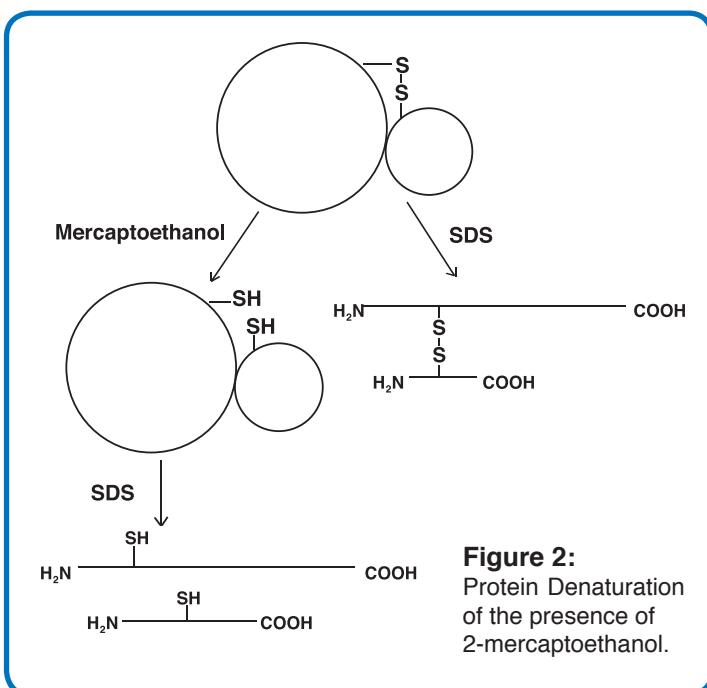 S
S
Mercaptoethanol
SDS
SH
SH
H₂N COOH
S
S
H₂N COOH
SDS
SH
H₂N COOH
SH
H₂N COOH
Figure 2:
Protein Denaturation
of the presence of
2-mercaptoethanol.